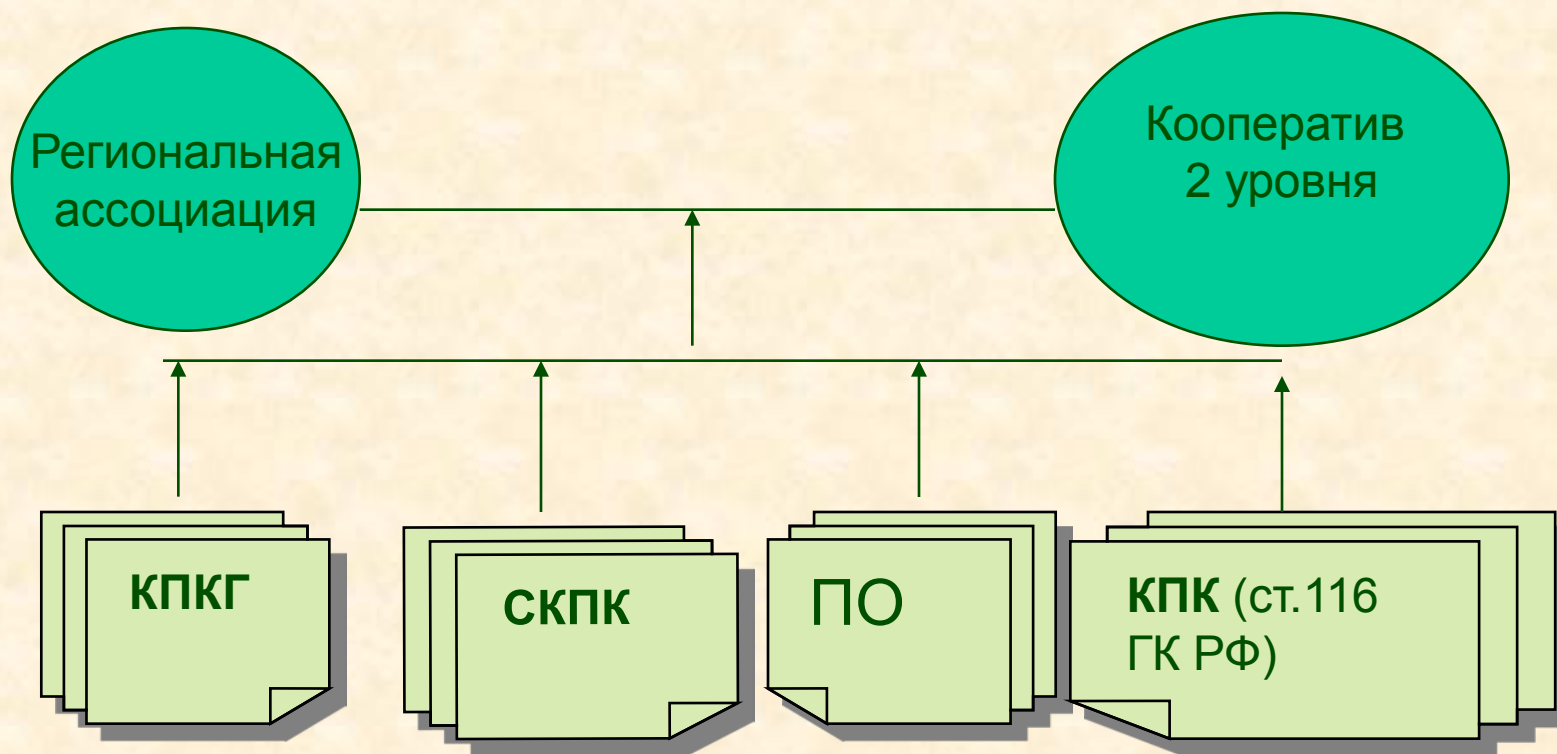 Региональная
ассоциация
Кооператив
2 уровня
КПКГ
СКПК
ПО
КПК (ст.116
ГК РФ)